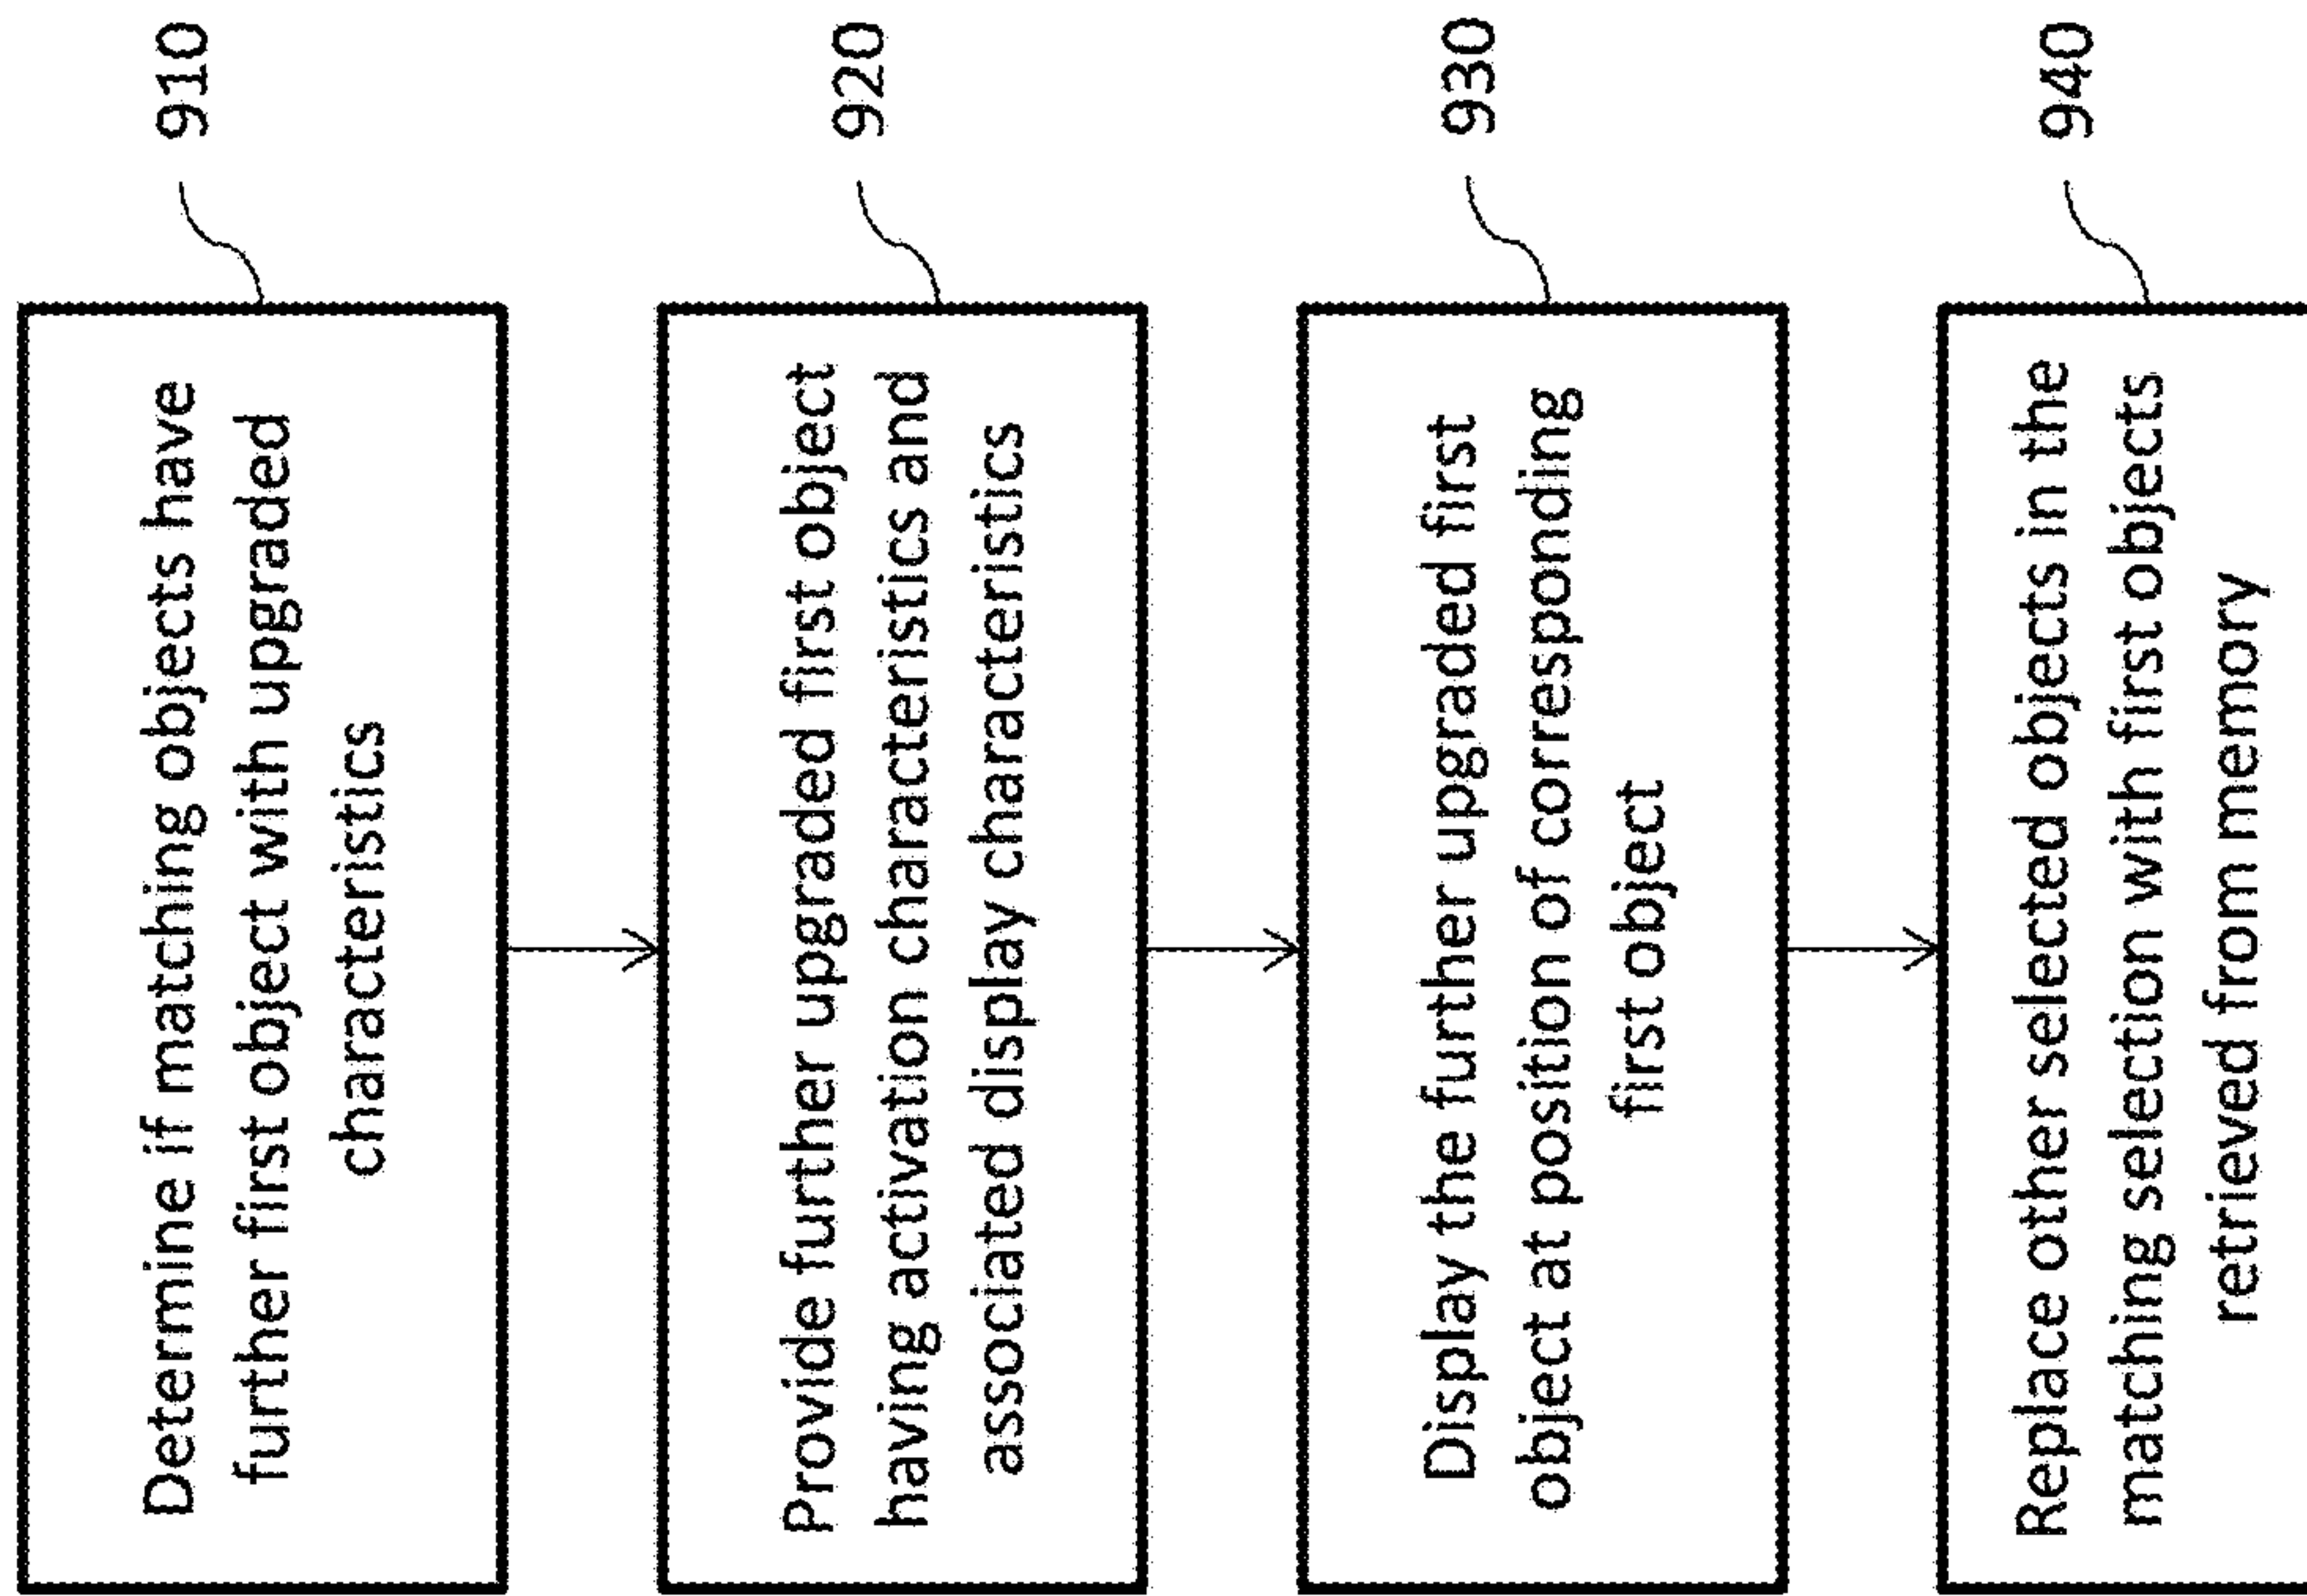 Determine if matching objects have
further first object with upgraded
characteristics
910
Provide further upgraded first object
having activation characteristics and
associated display characteristics
920
Display the further upgraded first
object at position of corresponding
first object
930
Replace other selected objects in the
matching selection with first objects
retrieved from memory
940